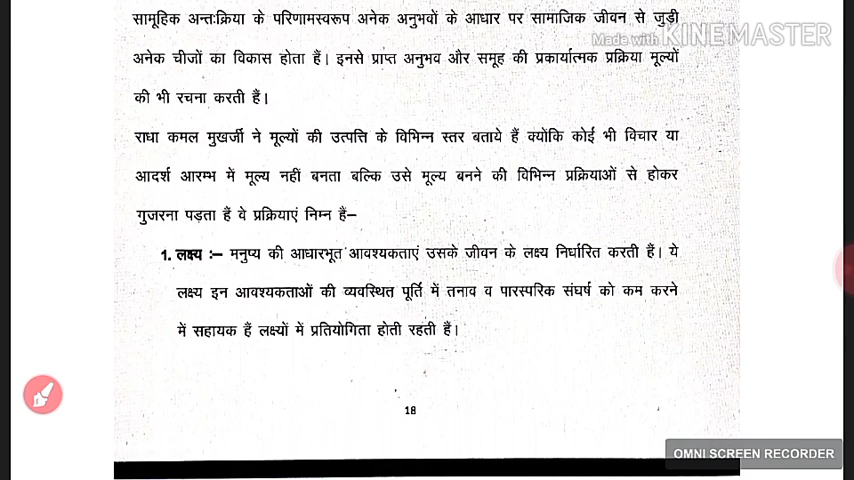 सामूहिक अन्तःक्रिया के परिणामस्वरूप अनेक अनुभवों के आधार पर सामाजिक जीवन से जुड़ी
Made with KINEMASTER
अनेक चीजों का विकास होता हैं। इनसे प्राप्त अनुभव और समूह की प्रकार्यात्मक प्रक्रिया मूल्यों
की भी रचना करती हैं।
राधा कमल मुखर्जी ने मूल्यों की उत्पत्ति के विभिन्न स्तर बताये हैं क्योंकि कोई भी विचार या
आदर्श आरम्भ में मूल्य नहीं बनता बल्कि उसे मूल्य बनने की विभिन्न प्रक्रियाओं से होकर
गुजरना पड़ता हैं वे प्रक्रियाएं निम्न हैं–
1. लक्ष्य :– मनुष्य की आधारभूत आवश्यकताएं उसके जीवन के लक्ष्य निर्धारित करती हैं। ये
लक्ष्य इन आवश्यकताओं की व्यवस्थित पूर्ति में तनाव व पारस्परिक संघर्ष को कम करने
में सहायक हैं लक्ष्यों में प्रतियोगिता होती रहती हैं।
18
OMNI SCREEN RECORDER